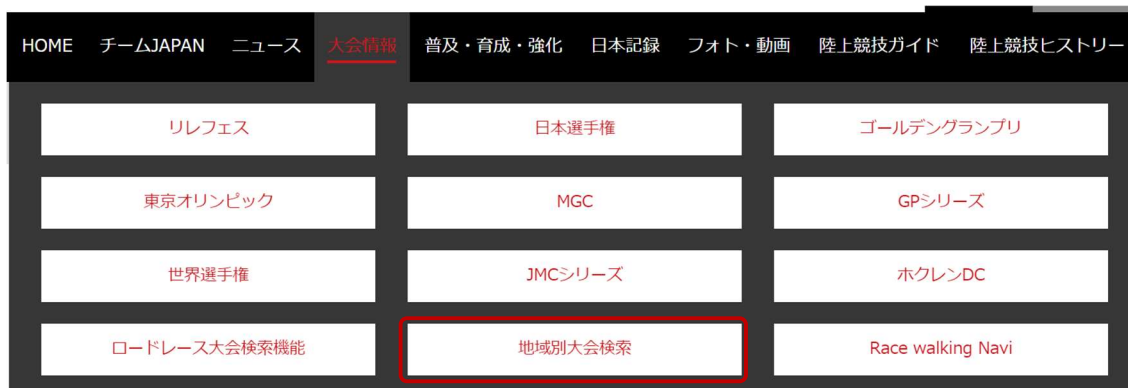 HOME チームJAPAN ニュース 大会情報 普及・育成・強化 日本記録 フォト・動画 陸上競技ガイド 陸上競技ヒストリー
リレフェス 日本選手権 ゴールデングランプリ
東京オリンピック MGC GPシリーズ
世界選手権 JMCシリーズ ホクレンDC
ロードレース大会検索機能 地域別大会検索 Race walking Navi